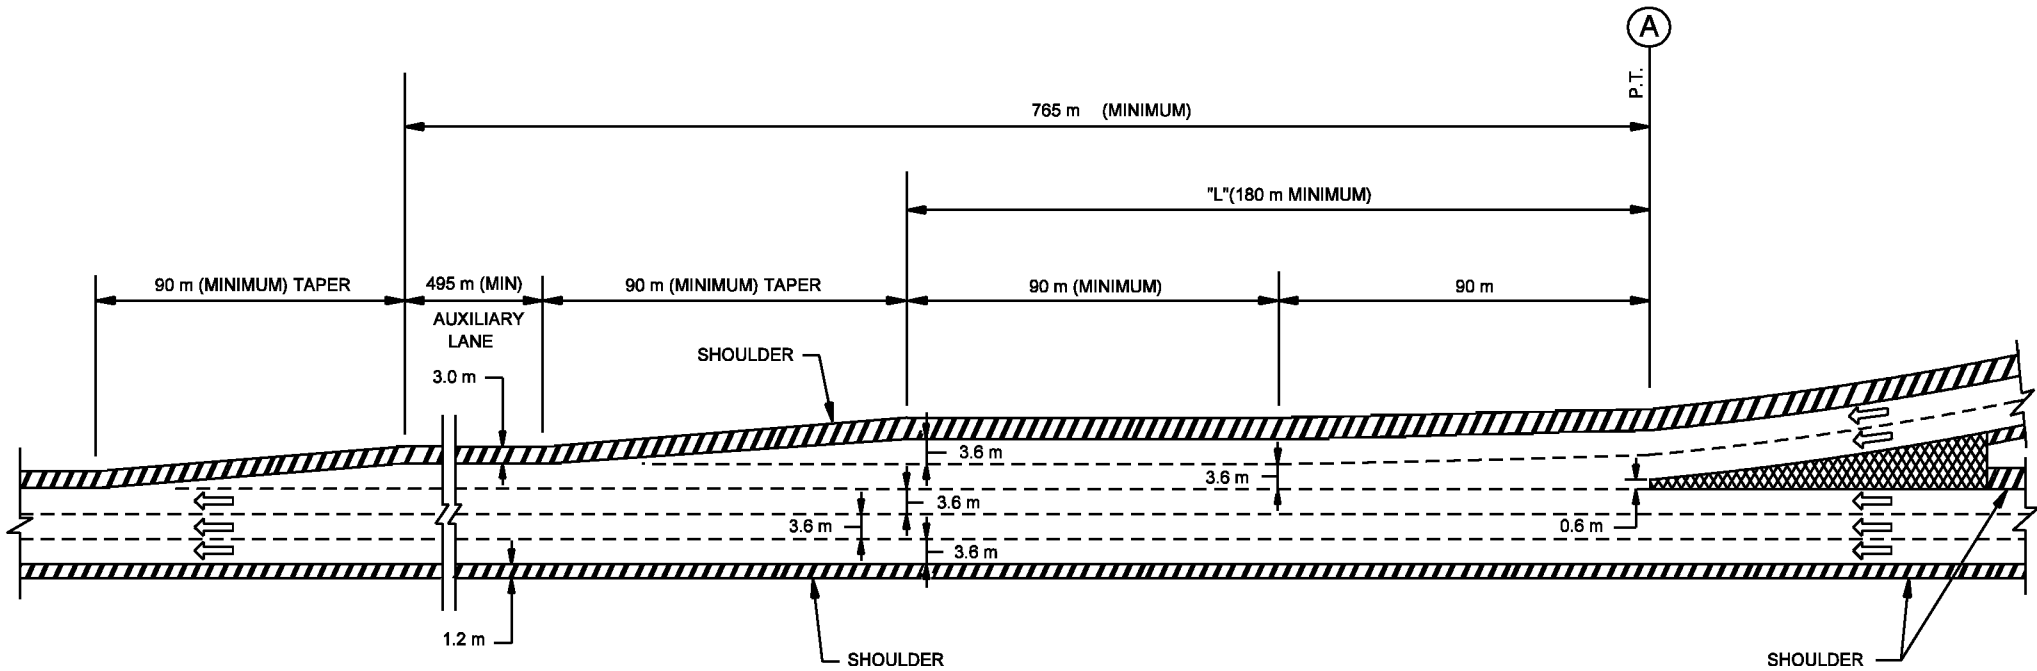 A
P.T.
765 m (MINIMUM)
"L"(180 m MINIMUM)
90 m (MINIMUM) TAPER
495 m (MIN)
90 m (MINIMUM) TAPER
90 m (MINIMUM)
90 m
AUXILIARY
LANE
SHOULDER
3.0 m
3.6 m
3.6 m
3.6 m
3.6 m
3.6 m
0.6 m
1.2 m
SHOULDER
SHOULDER